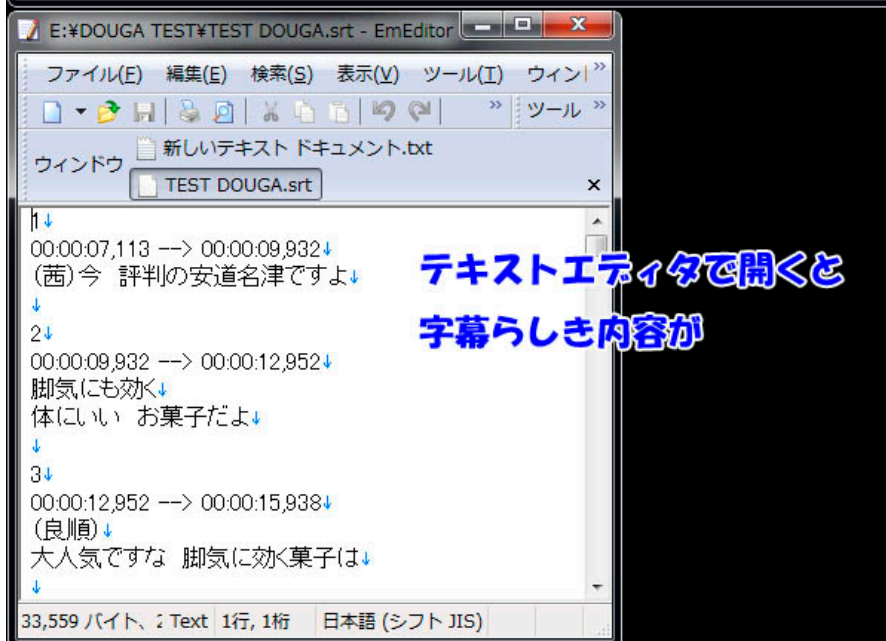 E:¥DOUGA TEST¥TEST DOUGA.srt - EmEditor
ファイル(F) 編集(E) 検索(S) 表示(V) ツール(T) ウィン
ツール
ウィンドウ
新しいテキスト ドキュメント.txt
TEST DOUGA.srt
1↓
00:00:07,113 --> 00:00:09,932↓
(茜)今 評判の安道名津ですよ↓
↓
2↓
00:00:09,932 --> 00:00:12,952↓
脚気にも効く↓
体にいい お菓子だよ↓
↓
3↓
00:00:12,952 --> 00:00:15,938↓
(良順)↓
大人気ですな 脚気に効く菓子は↓
↓
テキストエディタで開くと
字幕らしき内容が
33,559 バイト、 Text 1行, 1桁 日本語 (シフト JIS)